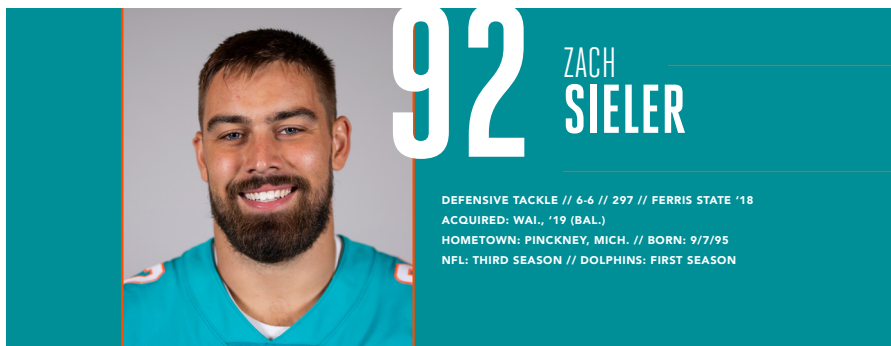 92
ZACH
SIELER
DEFENSIVE TACKLE // 6-6 // 297 // FERRIS STATE ’18
ACQUIRED: WAI., ’19 (BAL.)
HOMETOWN: PINCKNEY, MICH. // BORN: 9/7/95
NFL: THIRD SEASON // DOLPHINS: FIRST SEASON